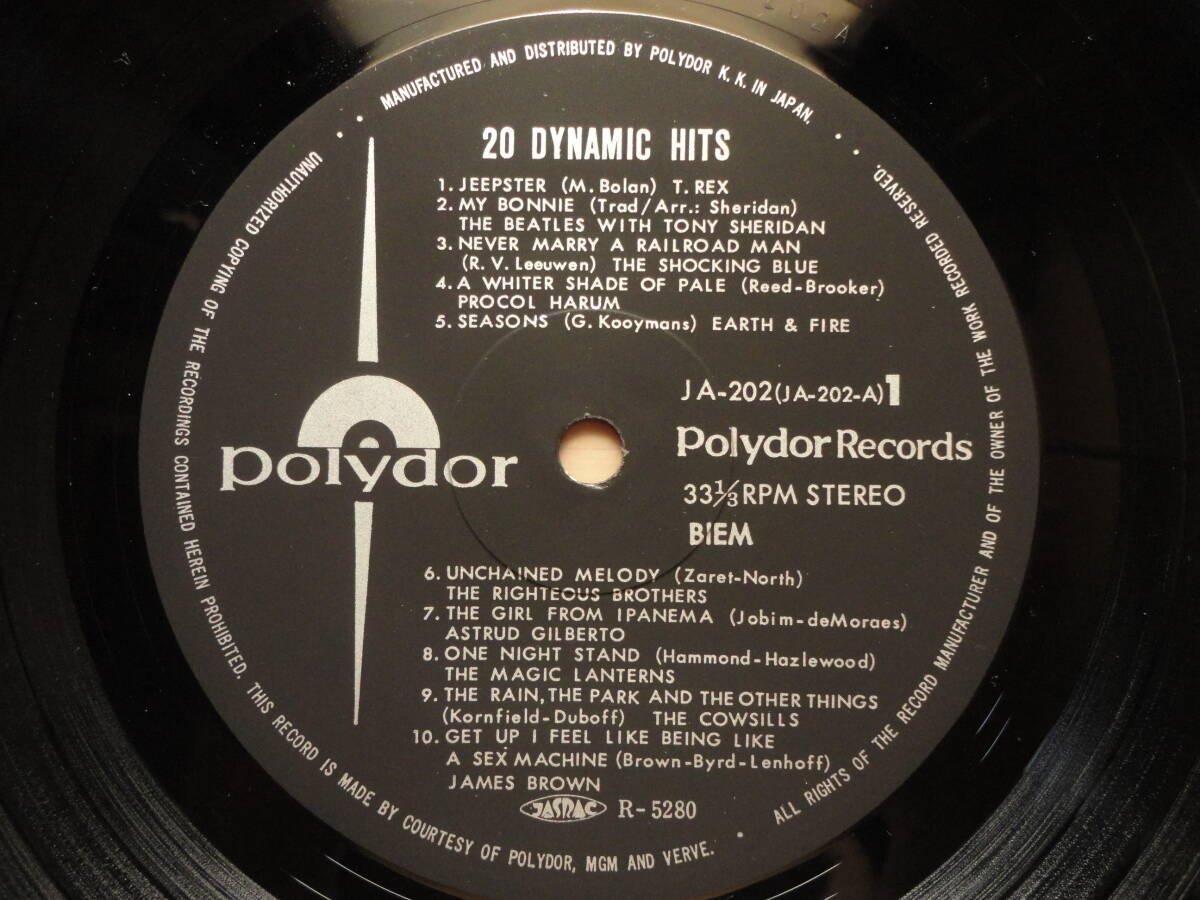 MANUFACTURED AND DISTRIBUTED BY POLYDOR K.K. IN JAPAN.
20 DYNAMIC HITS
1. JEEPSTER (M. Bolan) T. REX
2. MY BONNIE (Trad/Arr.: Sheridan)
THE BEATLES WITH TONY SHERIDAN
3. NEVER MARRY A RAILROAD MAN
(R. V. Leeuwen) THE SHOCKING BLUE
4. A WHITER SHADE OF PALE (Reed-Brooker)
PROCOL HARUM
5. SEASONS (G. Kooymans) EARTH & FIRE
JA-202 (JA-202-A) 1
polydor
Polydor Records
33 1/3 RPM STEREO
BIEM
6. UNCHAINED MELODY (Zaret-North)
THE RIGHTEOUS BROTHERS
7. THE GIRL FROM IPANEMA (Jobim-deMoraes)
ASTRUD GILBERTO
8. ONE NIGHT STAND (Hammond-Hazlewood)
THE MAGIC LANTERNS
9. THE RAIN, THE PARK AND THE OTHER THINGS
(Kornfield-Duboff) THE COWSILLS
10. GET UP I FEEL LIKE BEING LIKE
A SEX MACHINE (Brown-Byrd-Lenhoff)
JAMES BROWN
JASRAC R-5280
UNAUTHORIZED COPYING OF THE RECORDINGS CONTAINED HEREIN PROHIBITED. THIS RECORD IS MADE BY COURTESY OF POLYDOR, MGM AND VERVE.
ALL RIGHTS OF THE RECORD MANUFACTURER AND OF THE OWNER OF THE WORK RECORDED RESERVED.